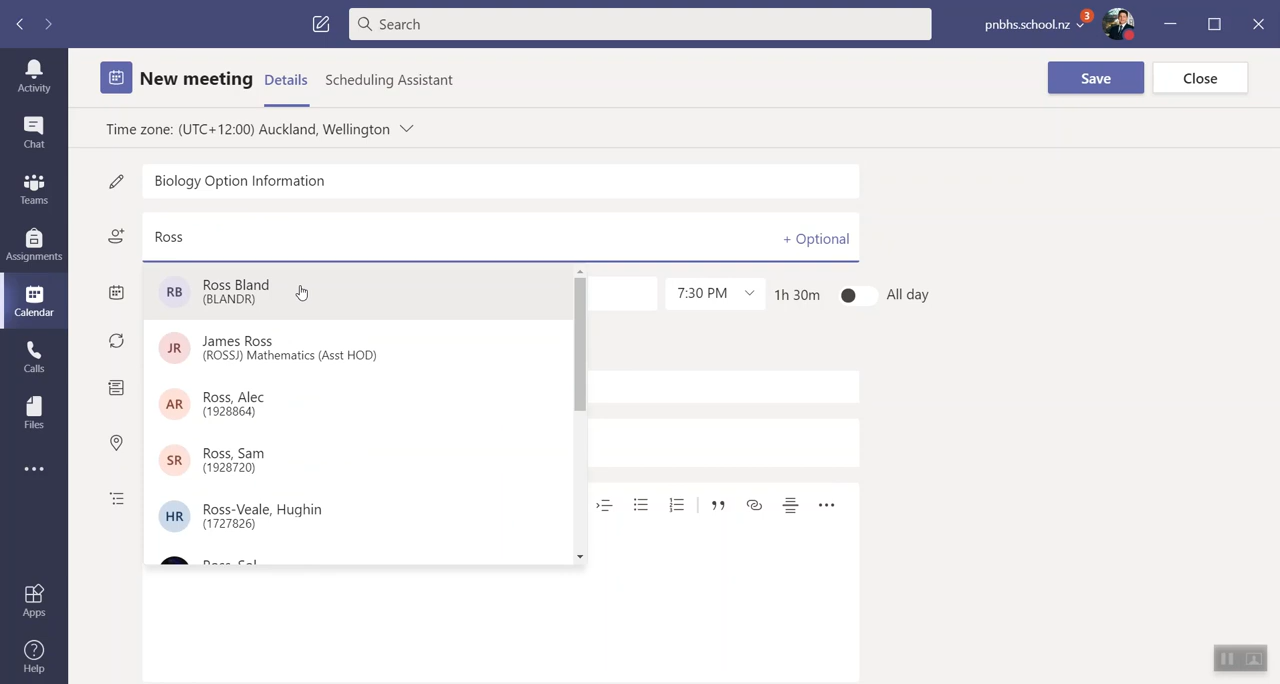 Search
pnbhs.school.nz
3
Activity
Chat
Teams
Assignments
Calendar
Calls
Files
Apps
Help
New meeting
Details
Scheduling Assistant
Save
Close
Time zone: (UTC+12:00) Auckland, Wellington
Biology Option Information
Ross
+ Optional
RB
Ross Bland
(BLANDR)
7:30 PM
1h 30m
All day
JR
James Ross
(ROSSJ) Mathematics (Asst HOD)
AR
Ross, Alec
(1928864)
SR
Ross, Sam
(1928720)
HR
Ross-Veale, Hughin
(1727826)
Ross, Sol